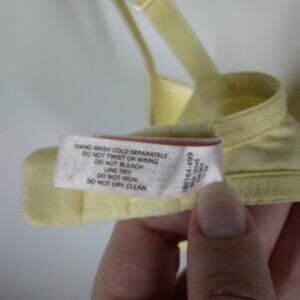 HAND WASH COLD SEPARATELY
DO NOT TWIST OR WRING
DO NOT BLEACH
LINE DRY
DO NOT IRON
DO NOT DRY CLEAN